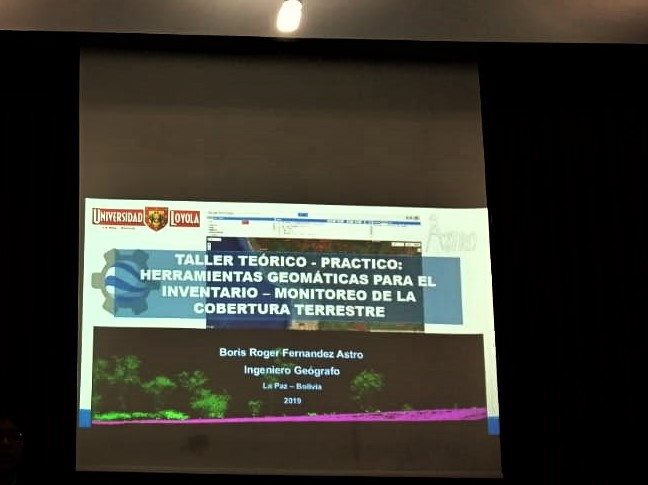 UNIVERSIDAD LOYOLA
TALLER TEÓRICO - PRACTICO:
HERRAMIENTAS GEOMÁTICAS PARA EL
INVENTARIO – MONITOREO DE LA
COBERTURA TERRESTRE
Boris Roger Fernandez Astro
Ingeniero Geógrafo
La Paz – Bolivia
2019